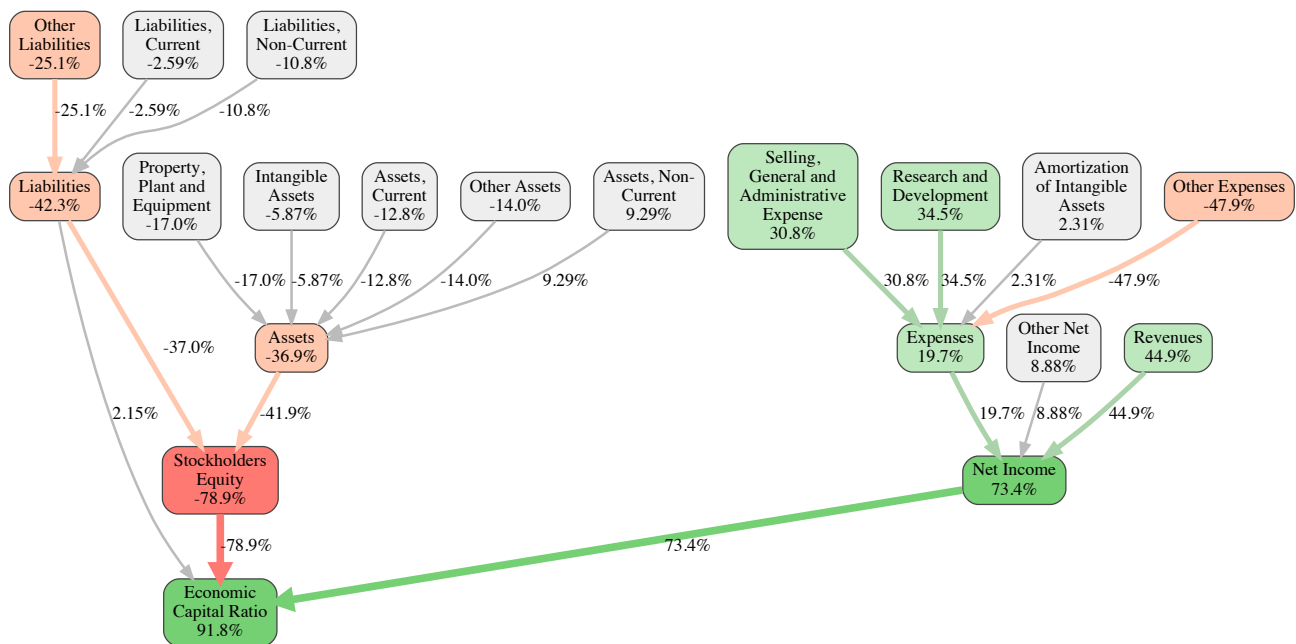 Other
Liabilities
-25.1%
Liabilities,
Current
-2.59%
Liabilities,
Non-Current
-10.8%
-25.1%
-2.59%
-10.8%
Liabilities
-42.3%
Property,
Plant and
Equipment
-17.0%
Intangible
Assets
-5.87%
Assets,
Current
-12.8%
Other Assets
-14.0%
Assets, Non-
Current
9.29%
Selling,
General and
Administrative
Expense
30.8%
Research and
Development
34.5%
Amortization
of Intangible
Assets
2.31%
Other Expenses
-47.9%
-17.0%
-5.87%
-12.8%
-14.0%
9.29%
30.8%
34.5%
2.31%
-47.9%
-37.0%
Assets
-36.9%
Expenses
19.7%
Other Net
Income
8.88%
Revenues
44.9%
2.15%
-41.9%
19.7%
8.88%
44.9%
Stockholders
Equity
-78.9%
Net Income
73.4%
-78.9%
73.4%
Economic
Capital Ratio
91.8%